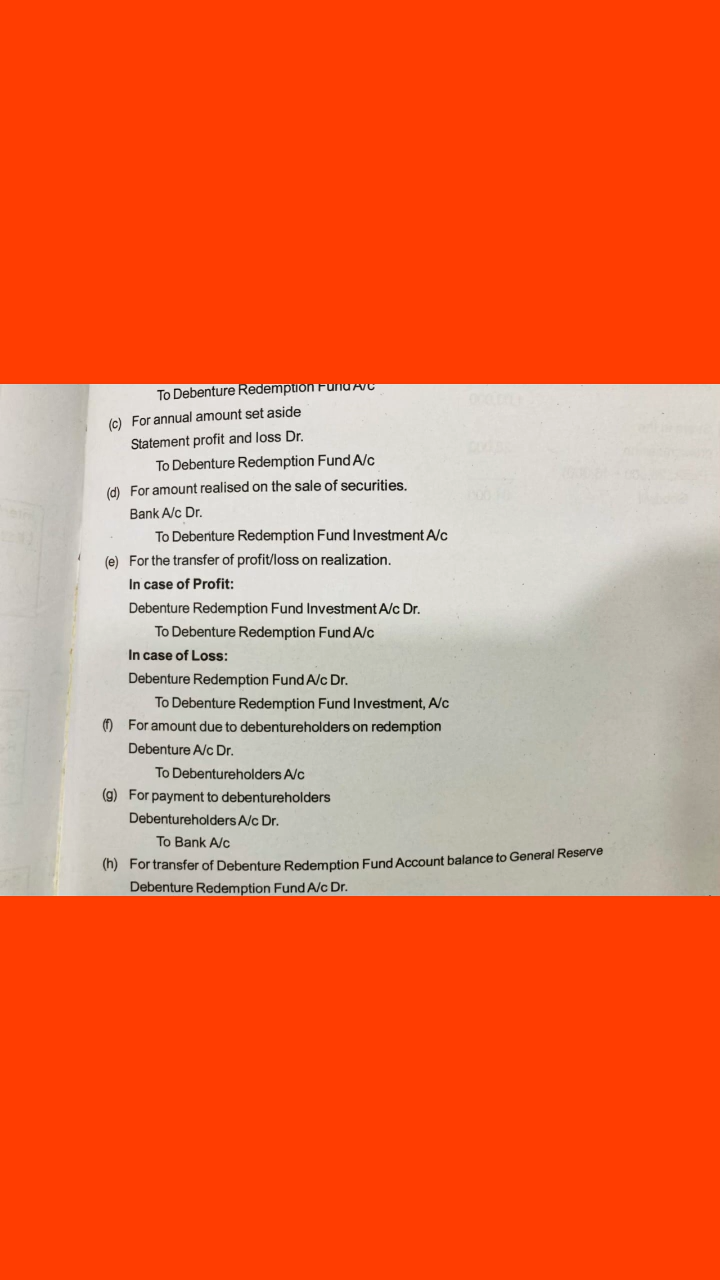 To Debenture Redemption Fund A/c
(c) For annual amount set aside
Statement profit and loss Dr.
To Debenture Redemption Fund A/c
(d) For amount realised on the sale of securities.
Bank A/c Dr.
To Debenture Redemption Fund Investment A/c
(e) For the transfer of profit/loss on realization.
In case of Profit:
Debenture Redemption Fund Investment A/c Dr.
To Debenture Redemption Fund A/c
In case of Loss:
Debenture Redemption Fund A/c Dr.
To Debenture Redemption Fund Investment, A/c
(f) For amount due to debentureholders on redemption
Debenture A/c Dr.
To Debentureholders A/c
(g) For payment to debentureholders
Debentureholders A/c Dr.
To Bank A/c
(h) For transfer of Debenture Redemption Fund Account balance to General Reserve
Debenture Redemption Fund A/c Dr.